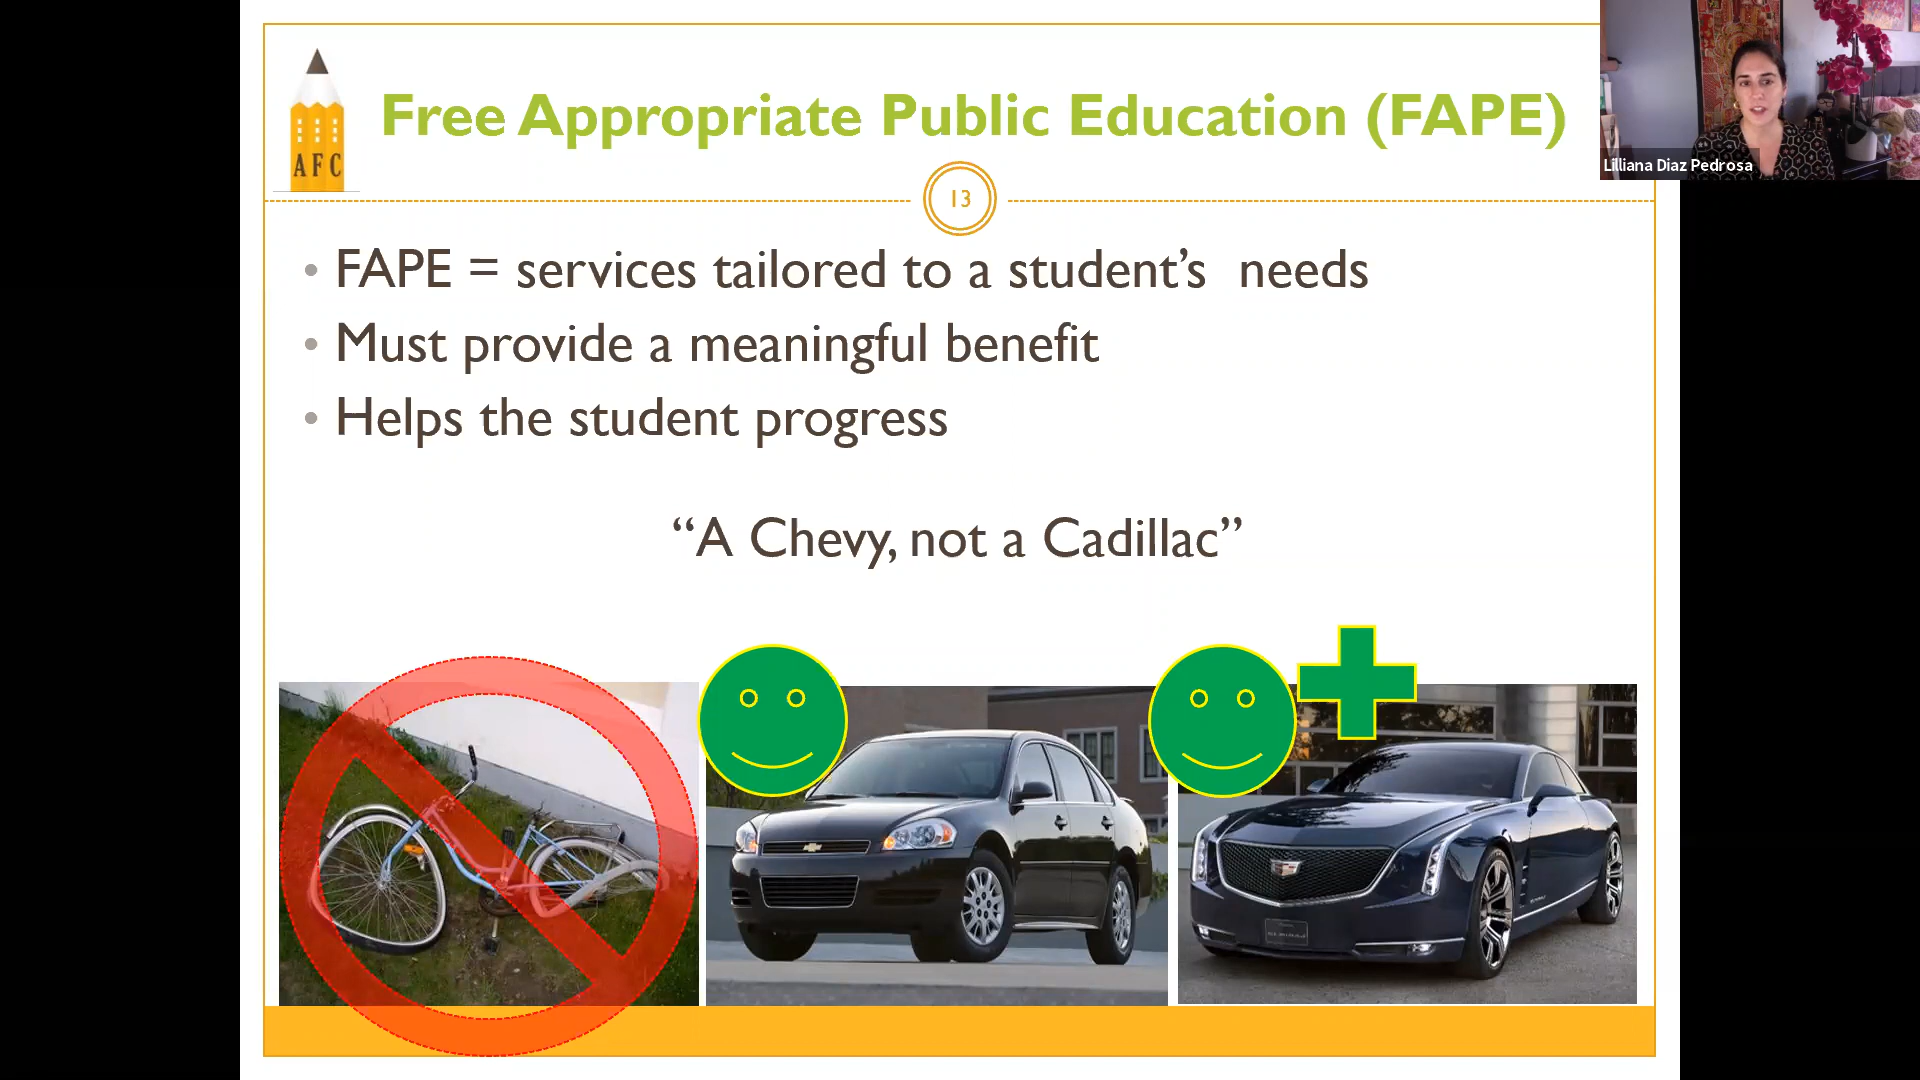 Free Appropriate Public Education (FAPE)
Lilliana Diaz Pedrosa
AFC
13
• FAPE = services tailored to a student’s  needs
• Must provide a meaningful benefit
• Helps the student progress
“A Chevy, not a Cadillac”